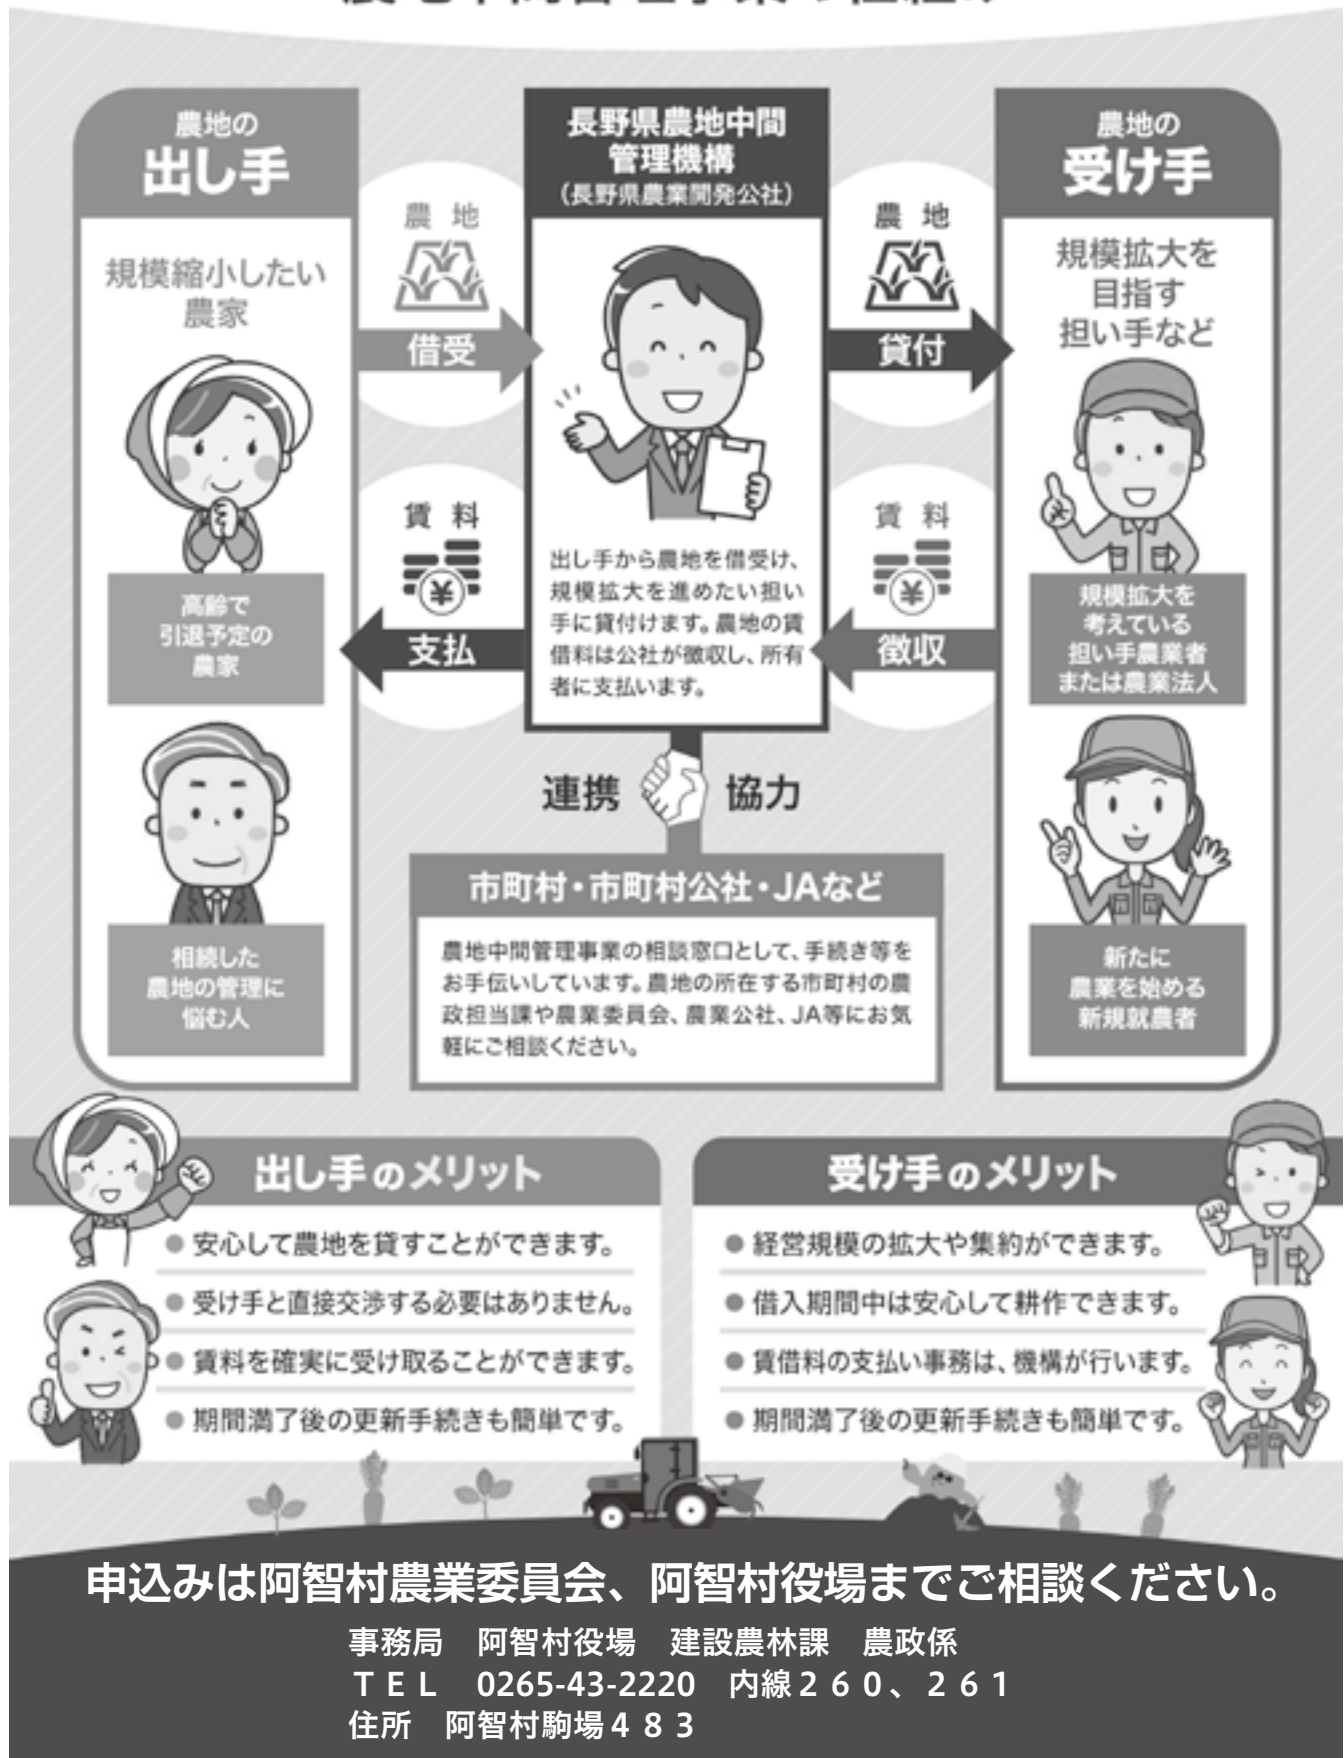 農地の
出し手
規模縮小したい
農家
高齢で
引退予定の
農家
相続した
農地の管理に
悩む人
農 地
借受
賃 料
支払
長野県農地中間
管理機構
（長野県農業開発公社）
出し手から農地を借受け、
規模拡大を進めたい担い
手に貸付けます。農地の賃
借料は公社が徴収し、所有
者に支払います。
農 地
貸付
賃 料
徴収
農地の
受け手
規模拡大を
目指す
担い手など
規模拡大を
考えている
担い手農業者
または農業法人
新たに
農業を始める
新規就農者
連携 協力
市町村・市町村公社・JAなど
農地中間管理事業の相談窓口として、手続き等を
お手伝いしています。農地の所在する市町村の農
政担当課や農業委員会、農業公社、JA等にお気
軽にご相談ください。
出し手のメリット
● 安心して農地を貸すことができます。
● 受け手と直接交渉する必要はありません。
● 賃料を確実に受け取ることができます。
● 期間満了後の更新手続きも簡単です。
受け手のメリット
● 経営規模の拡大や集約ができます。
● 借入期間中は安心して耕作できます。
● 賃借料の支払い事務は、機構が行います。
● 期間満了後の更新手続きも簡単です。
申込みは阿智村農業委員会、阿智村役場までご相談ください。
事務局　阿智村役場　建設農林課　農政係
ＴＥＬ　0265-43-2220　内線２６０、２６１
住所　阿智村駒場４８３